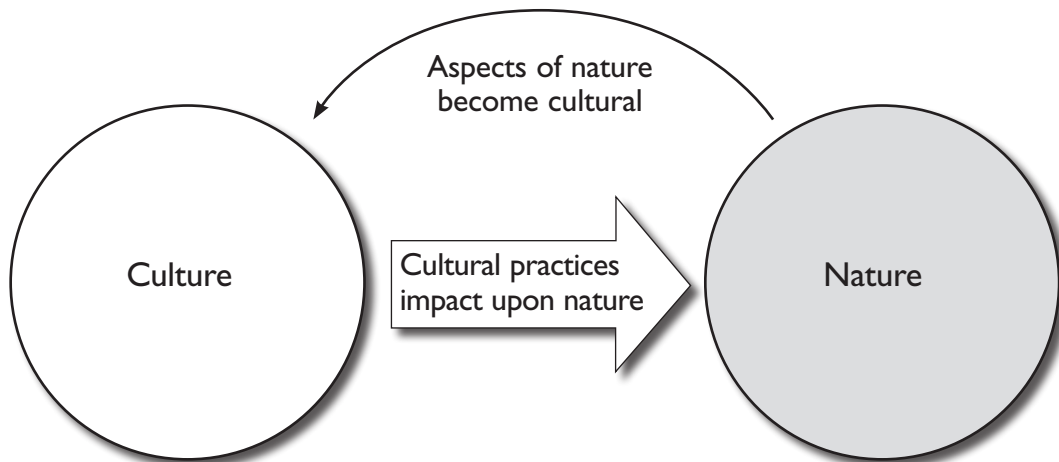 Aspects of nature
become cultural
Culture
Cultural practices
impact upon nature
Nature